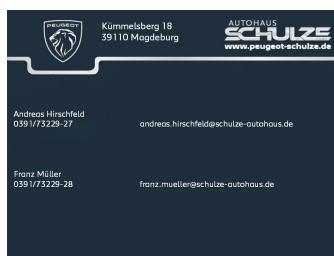 PEUGEOT
Kümmelsberg 18
39110 Magdeburg
AUTOHAUS
SCHULZE
www.peugeot-schulze.de
Andreas Hirschfeld
0391/73229-27
andreas.hirschfeld@schulze-autohaus.de
Franz Müller
0391/73229-28
franz.mueller@schulze-autohaus.de